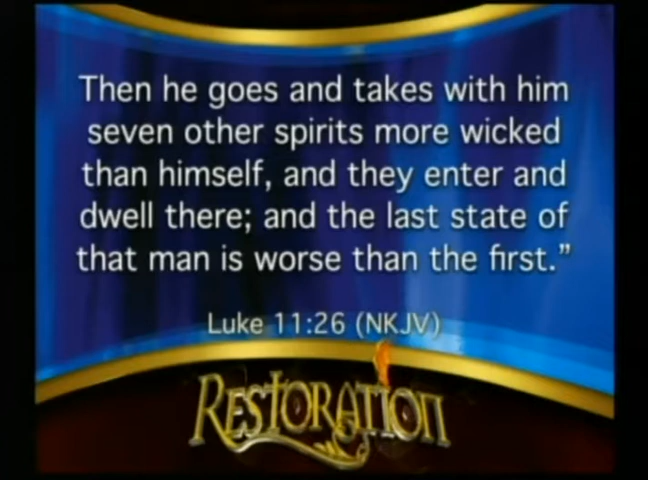 Then he goes and takes with him
seven other spirits more wicked
than himself, and they enter and
dwell there; and the last state of
that man is worse than the first.”
Luke 11:26 (NKJV)
RESTORATION